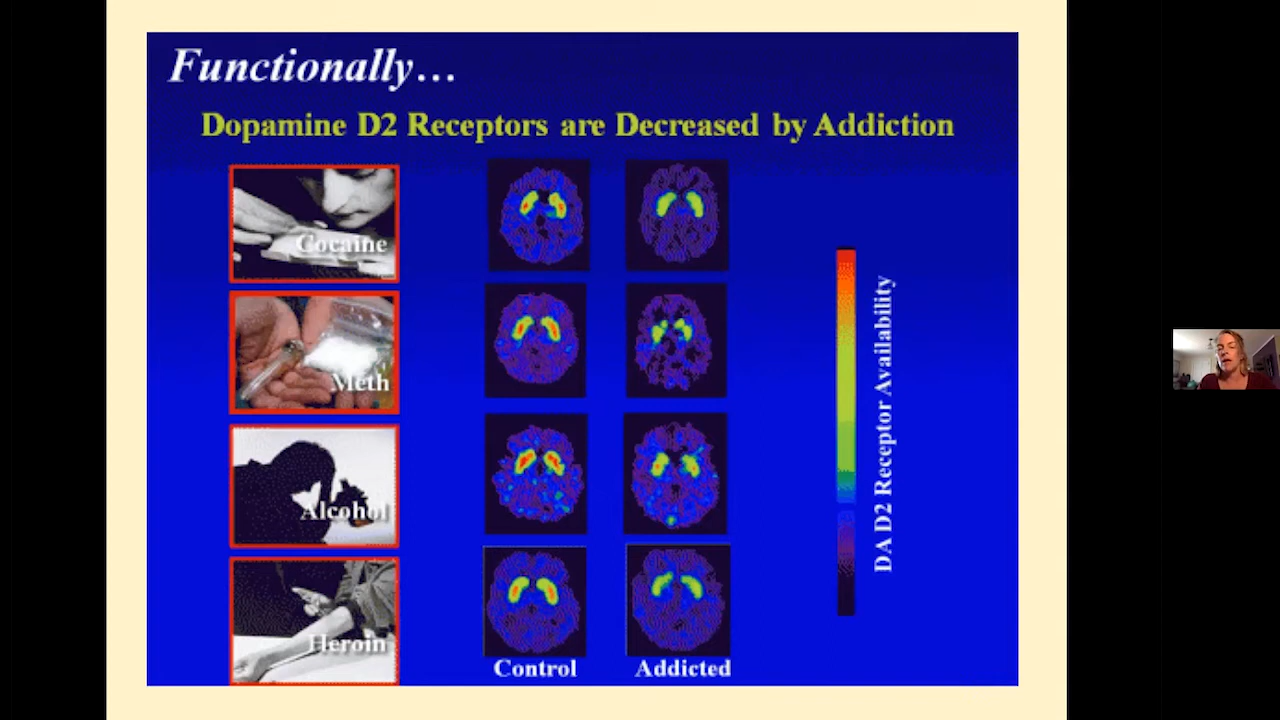 Functionally…
Dopamine D2 Receptors are Decreased by Addiction
Cocaine
Meth
Alcohol
Heroin
Control
Addicted
DA D2 Receptor Availability